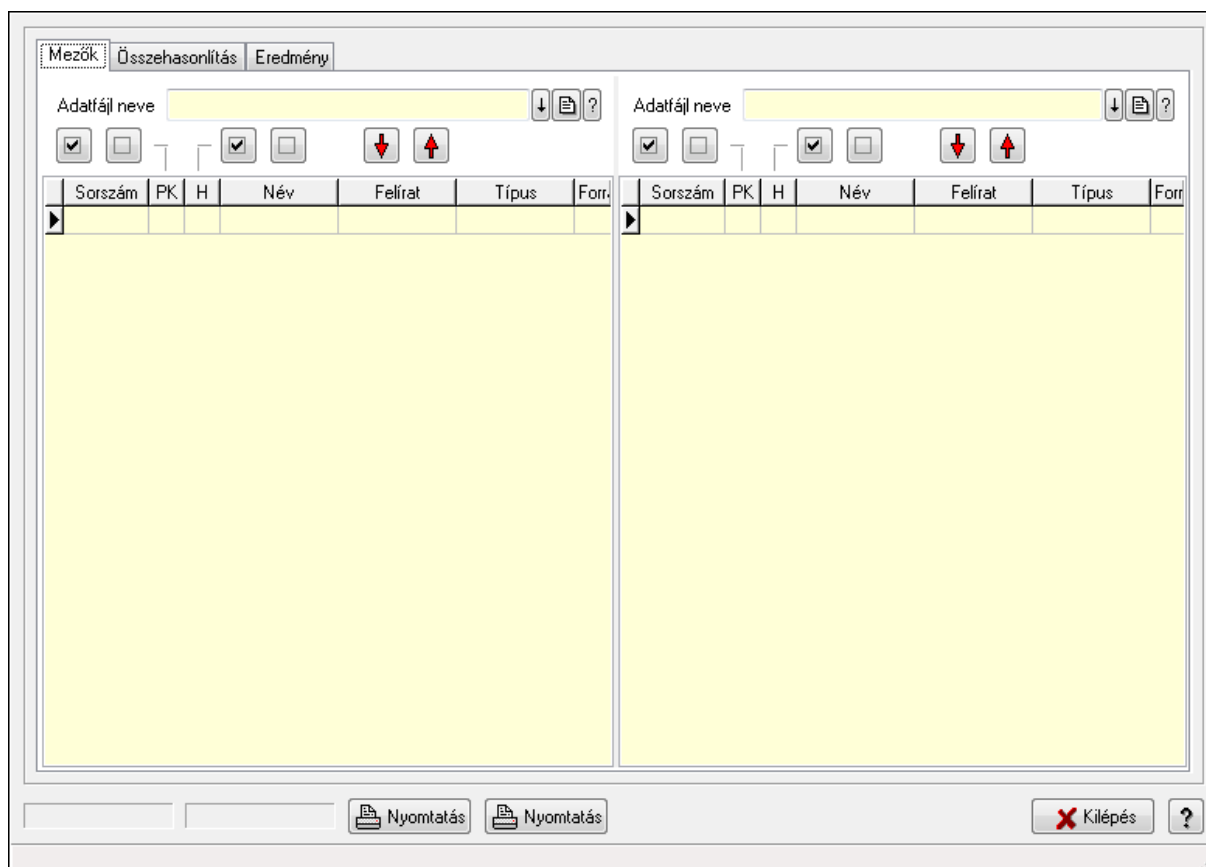 Mezők Összehasonlítás Eredmény
Adatfájl neve ? Adatfájl neve ?
Sorszám PK H Név Felírat Típus Sorszám PK H Név Felírat Típus Forr
Nyomtatás Nyomtatás Kilépés ?